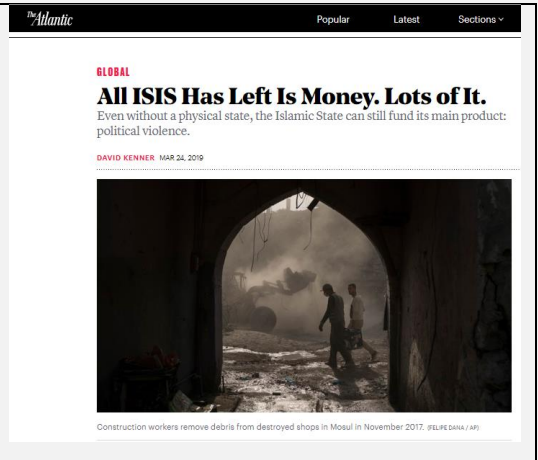 The Atlantic
Popular Latest Sections
GLOBAL
All ISIS Has Left Is Money. Lots of It.
Even without a physical state, the Islamic State can still fund its main product:
political violence.
DAVID KENNER MAR 24, 2019
Construction workers remove debris from destroyed shops in Mosul in November 2017. (FELIPE DANA / AP)